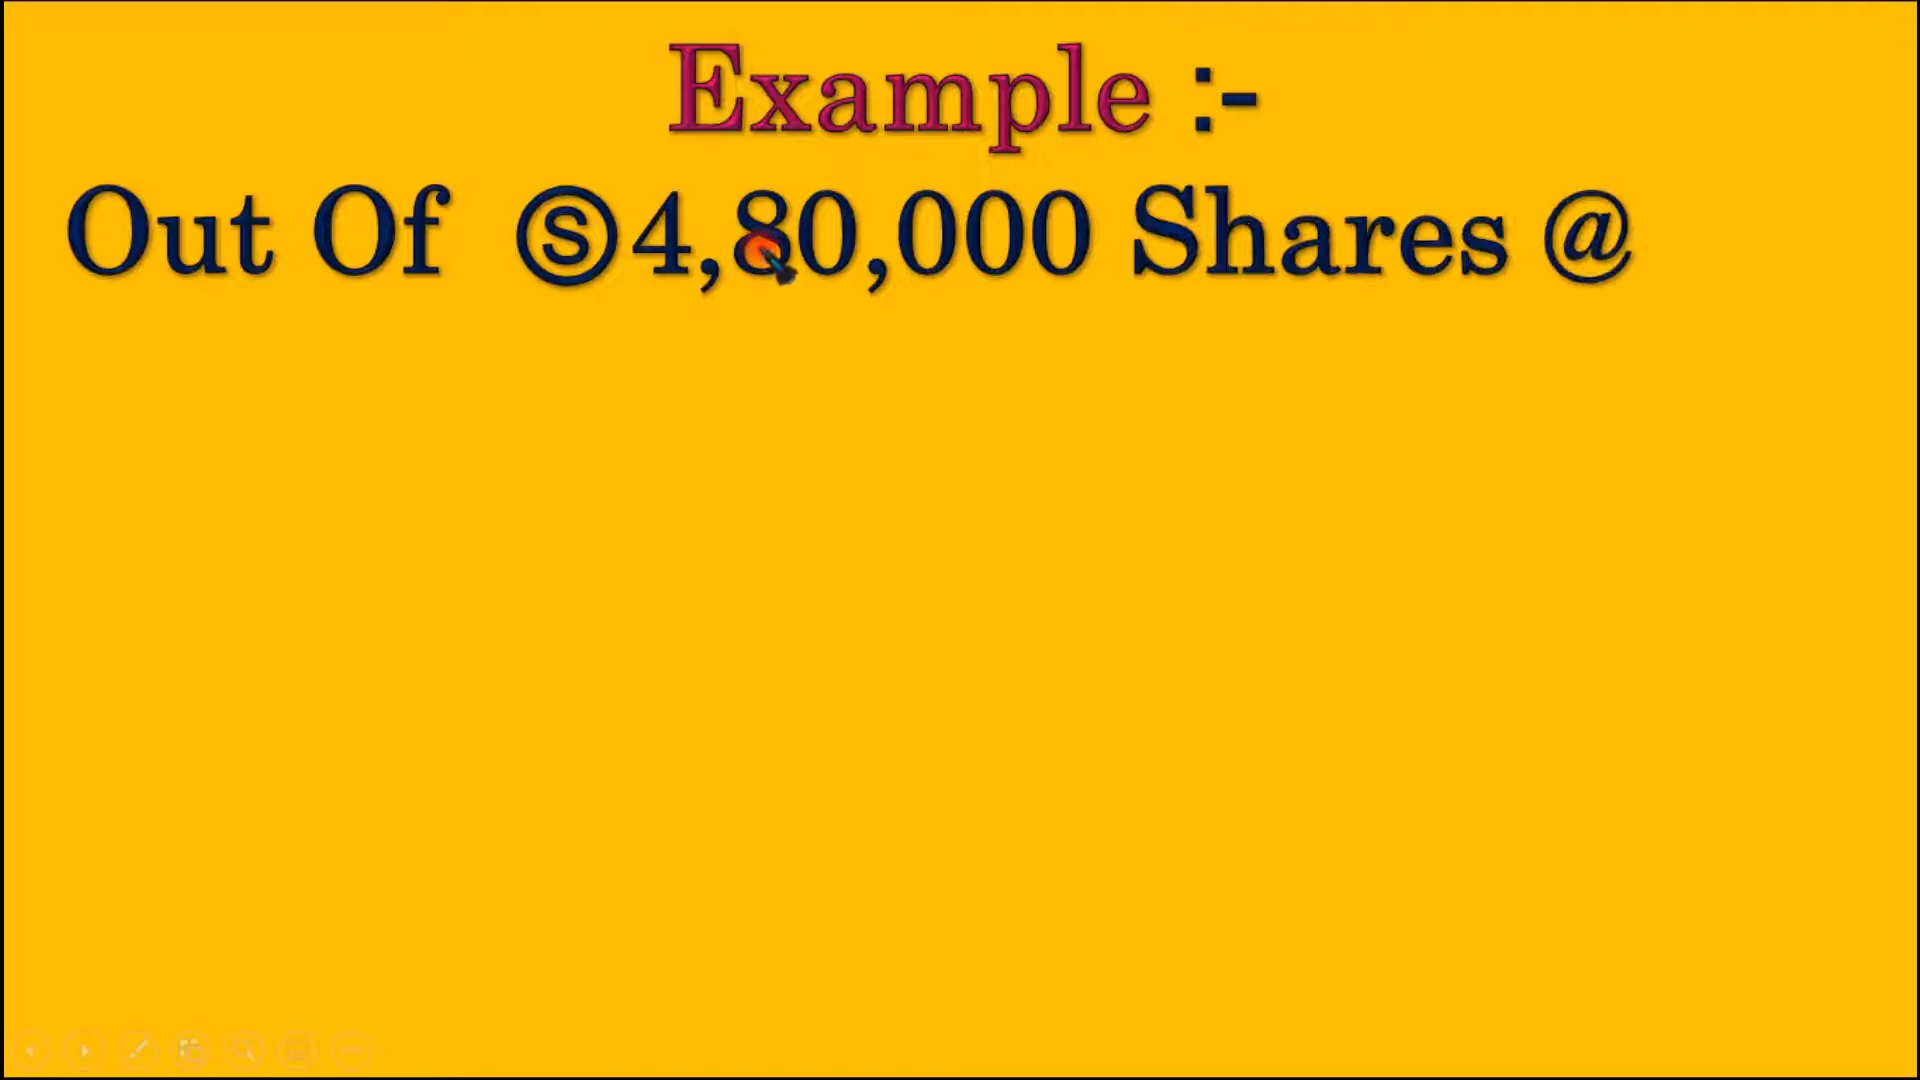 Example :-
Out Of Ⓢ4,80,000 Shares @